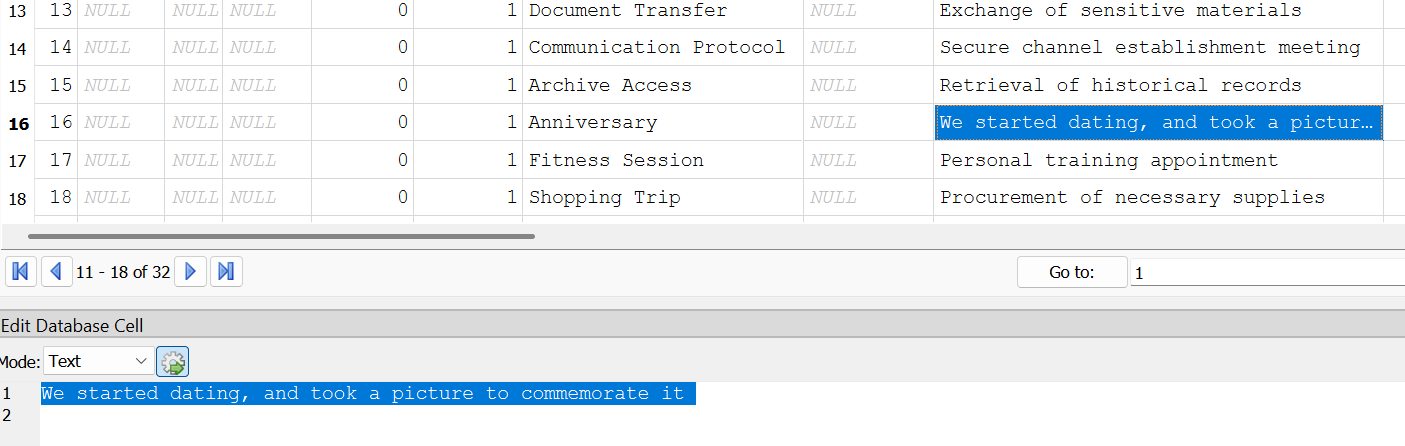 13 13 NULL NULL NULL 0 1 Document Transfer NULL Exchange of sensitive materials
14 14 NULL NULL NULL 0 1 Communication Protocol NULL Secure channel establishment meeting
15 15 NULL NULL NULL 0 1 Archive Access NULL Retrieval of historical records
16 16 NULL NULL NULL 0 1 Anniversary NULL We started dating, and took a pictur…
17 17 NULL NULL NULL 0 1 Fitness Session NULL Personal training appointment
18 18 NULL NULL NULL 0 1 Shopping Trip NULL Procurement of necessary supplies
11 - 18 of 32 Go to: 1
Edit Database Cell
Mode: Text
1 We started dating, and took a picture to commemorate it
2